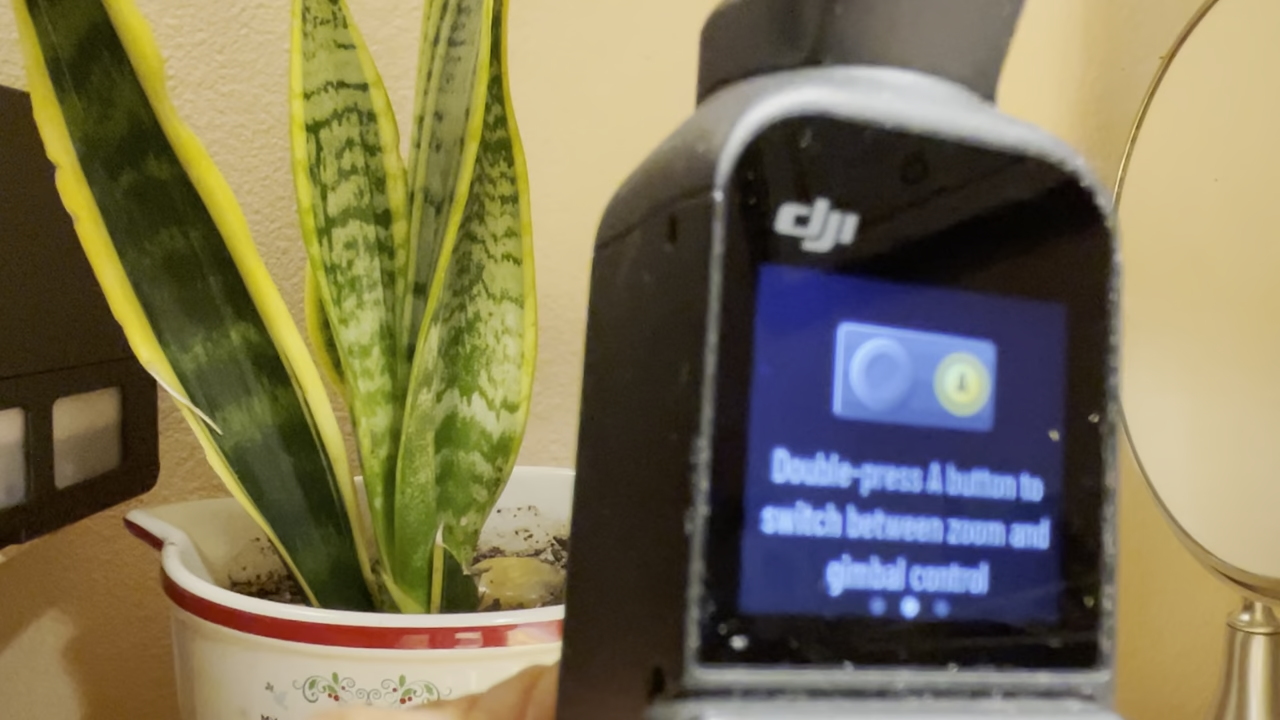 dji
A
Double-press A button to
switch between zoom and
gimbal control